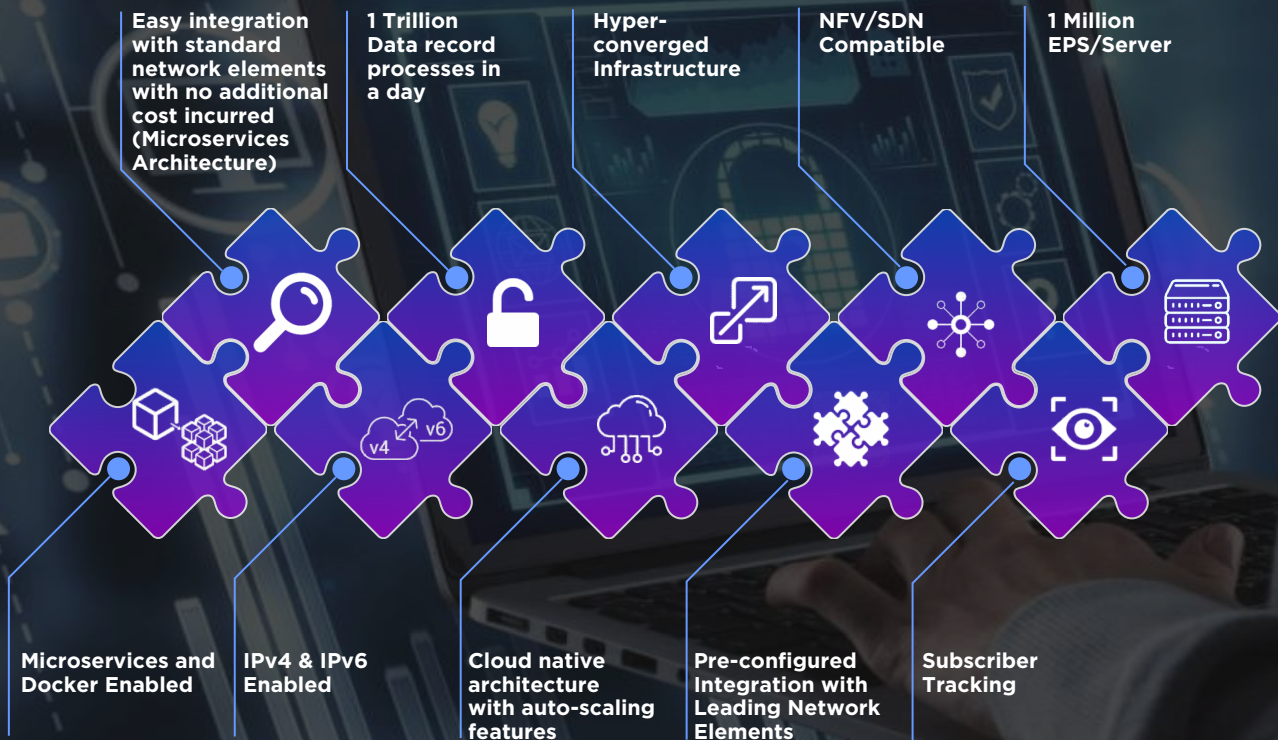 Easy integration
with standard
network elements
with no additional
cost incurred
(Microservices
Architecture)
1 Trillion
Data record
processes in
a day
Hyper-
converged
Infrastructure
NFV/SDN
Compatible
1 Million
EPS/Server
v4
v6
Microservices and
Docker Enabled
IPv4 & IPv6
Enabled
Cloud native
architecture
with auto-scaling
features
Pre-configured
Integration with
Leading Network
Elements
Subscriber
Tracking